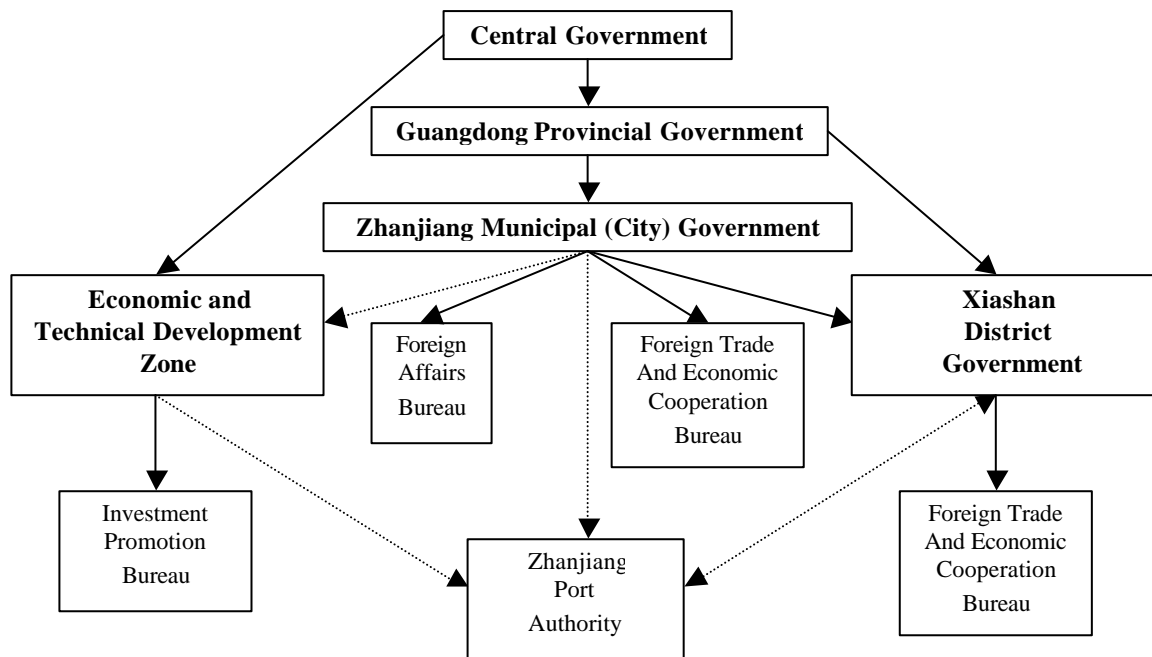 Central Government
Guangdong Provincial Government
Zhanjiang Municipal (City) Government
Economic and
Technical Development
Zone
Foreign
Affairs
Bureau
Foreign Trade
And Economic
Cooperation
Bureau
Xiashan
District
Government
Investment
Promotion
Bureau
Zhanjiang
Port
Authority
Foreign Trade
And Economic
Cooperation
Bureau